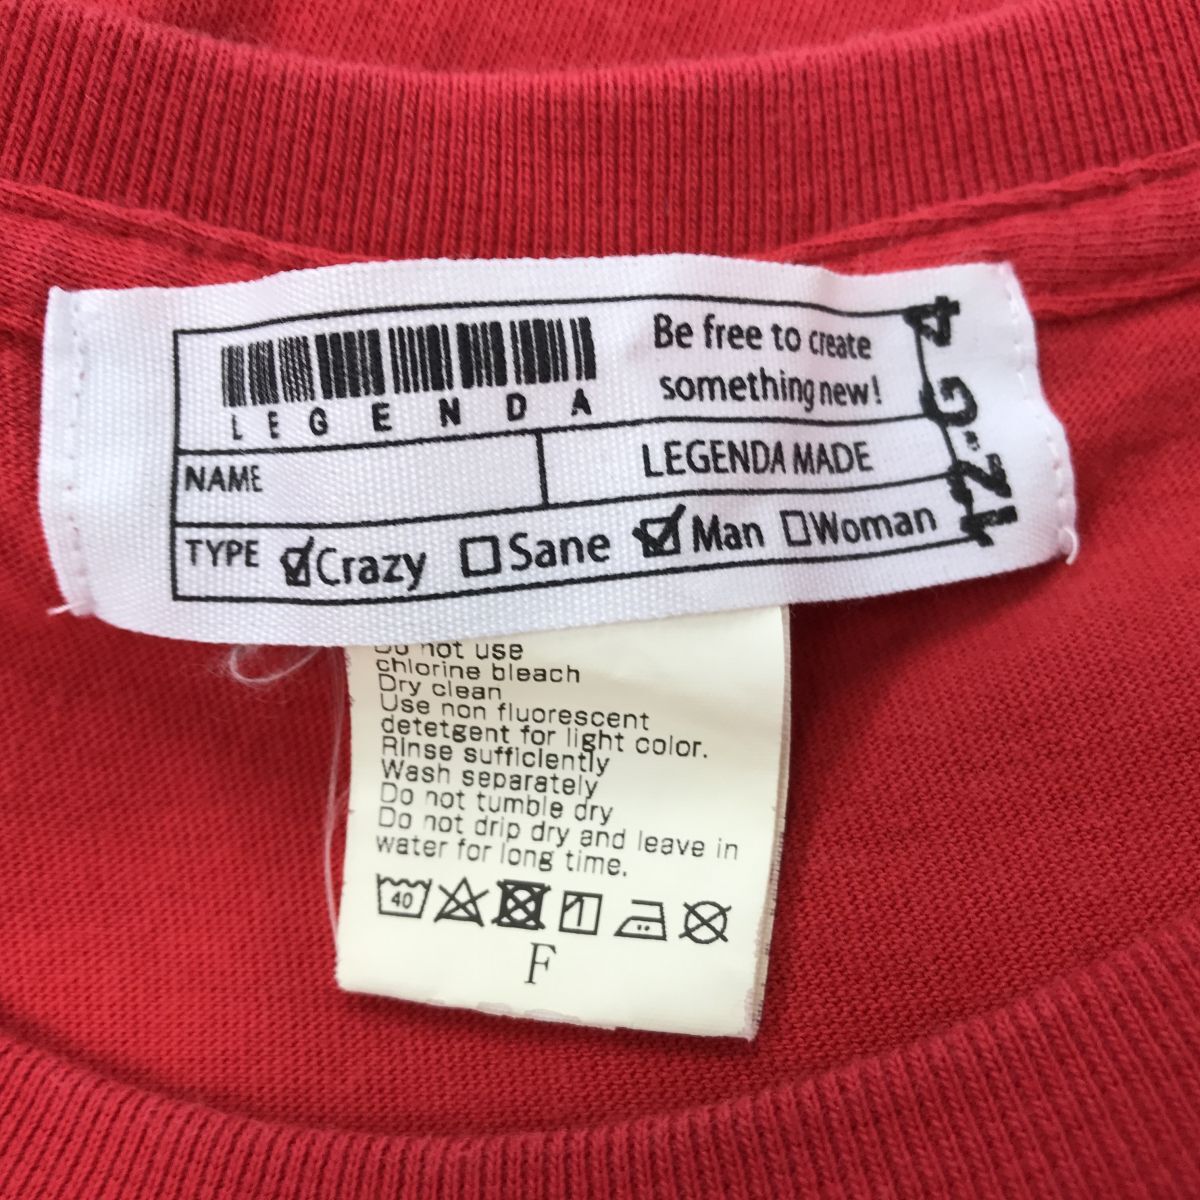 LEGENDA
Be free to create
something new!
NAME
LEGENDA MADE
TYPE Crazy Sane Man Woman
Do not use
chlorine bleach
Dry clean
Use non fluorescent
detetgent for light color.
Rinse sufficiently
Wash separately
Do not tumble dry
Do not drip dry and leave in
water for long time.
40
F